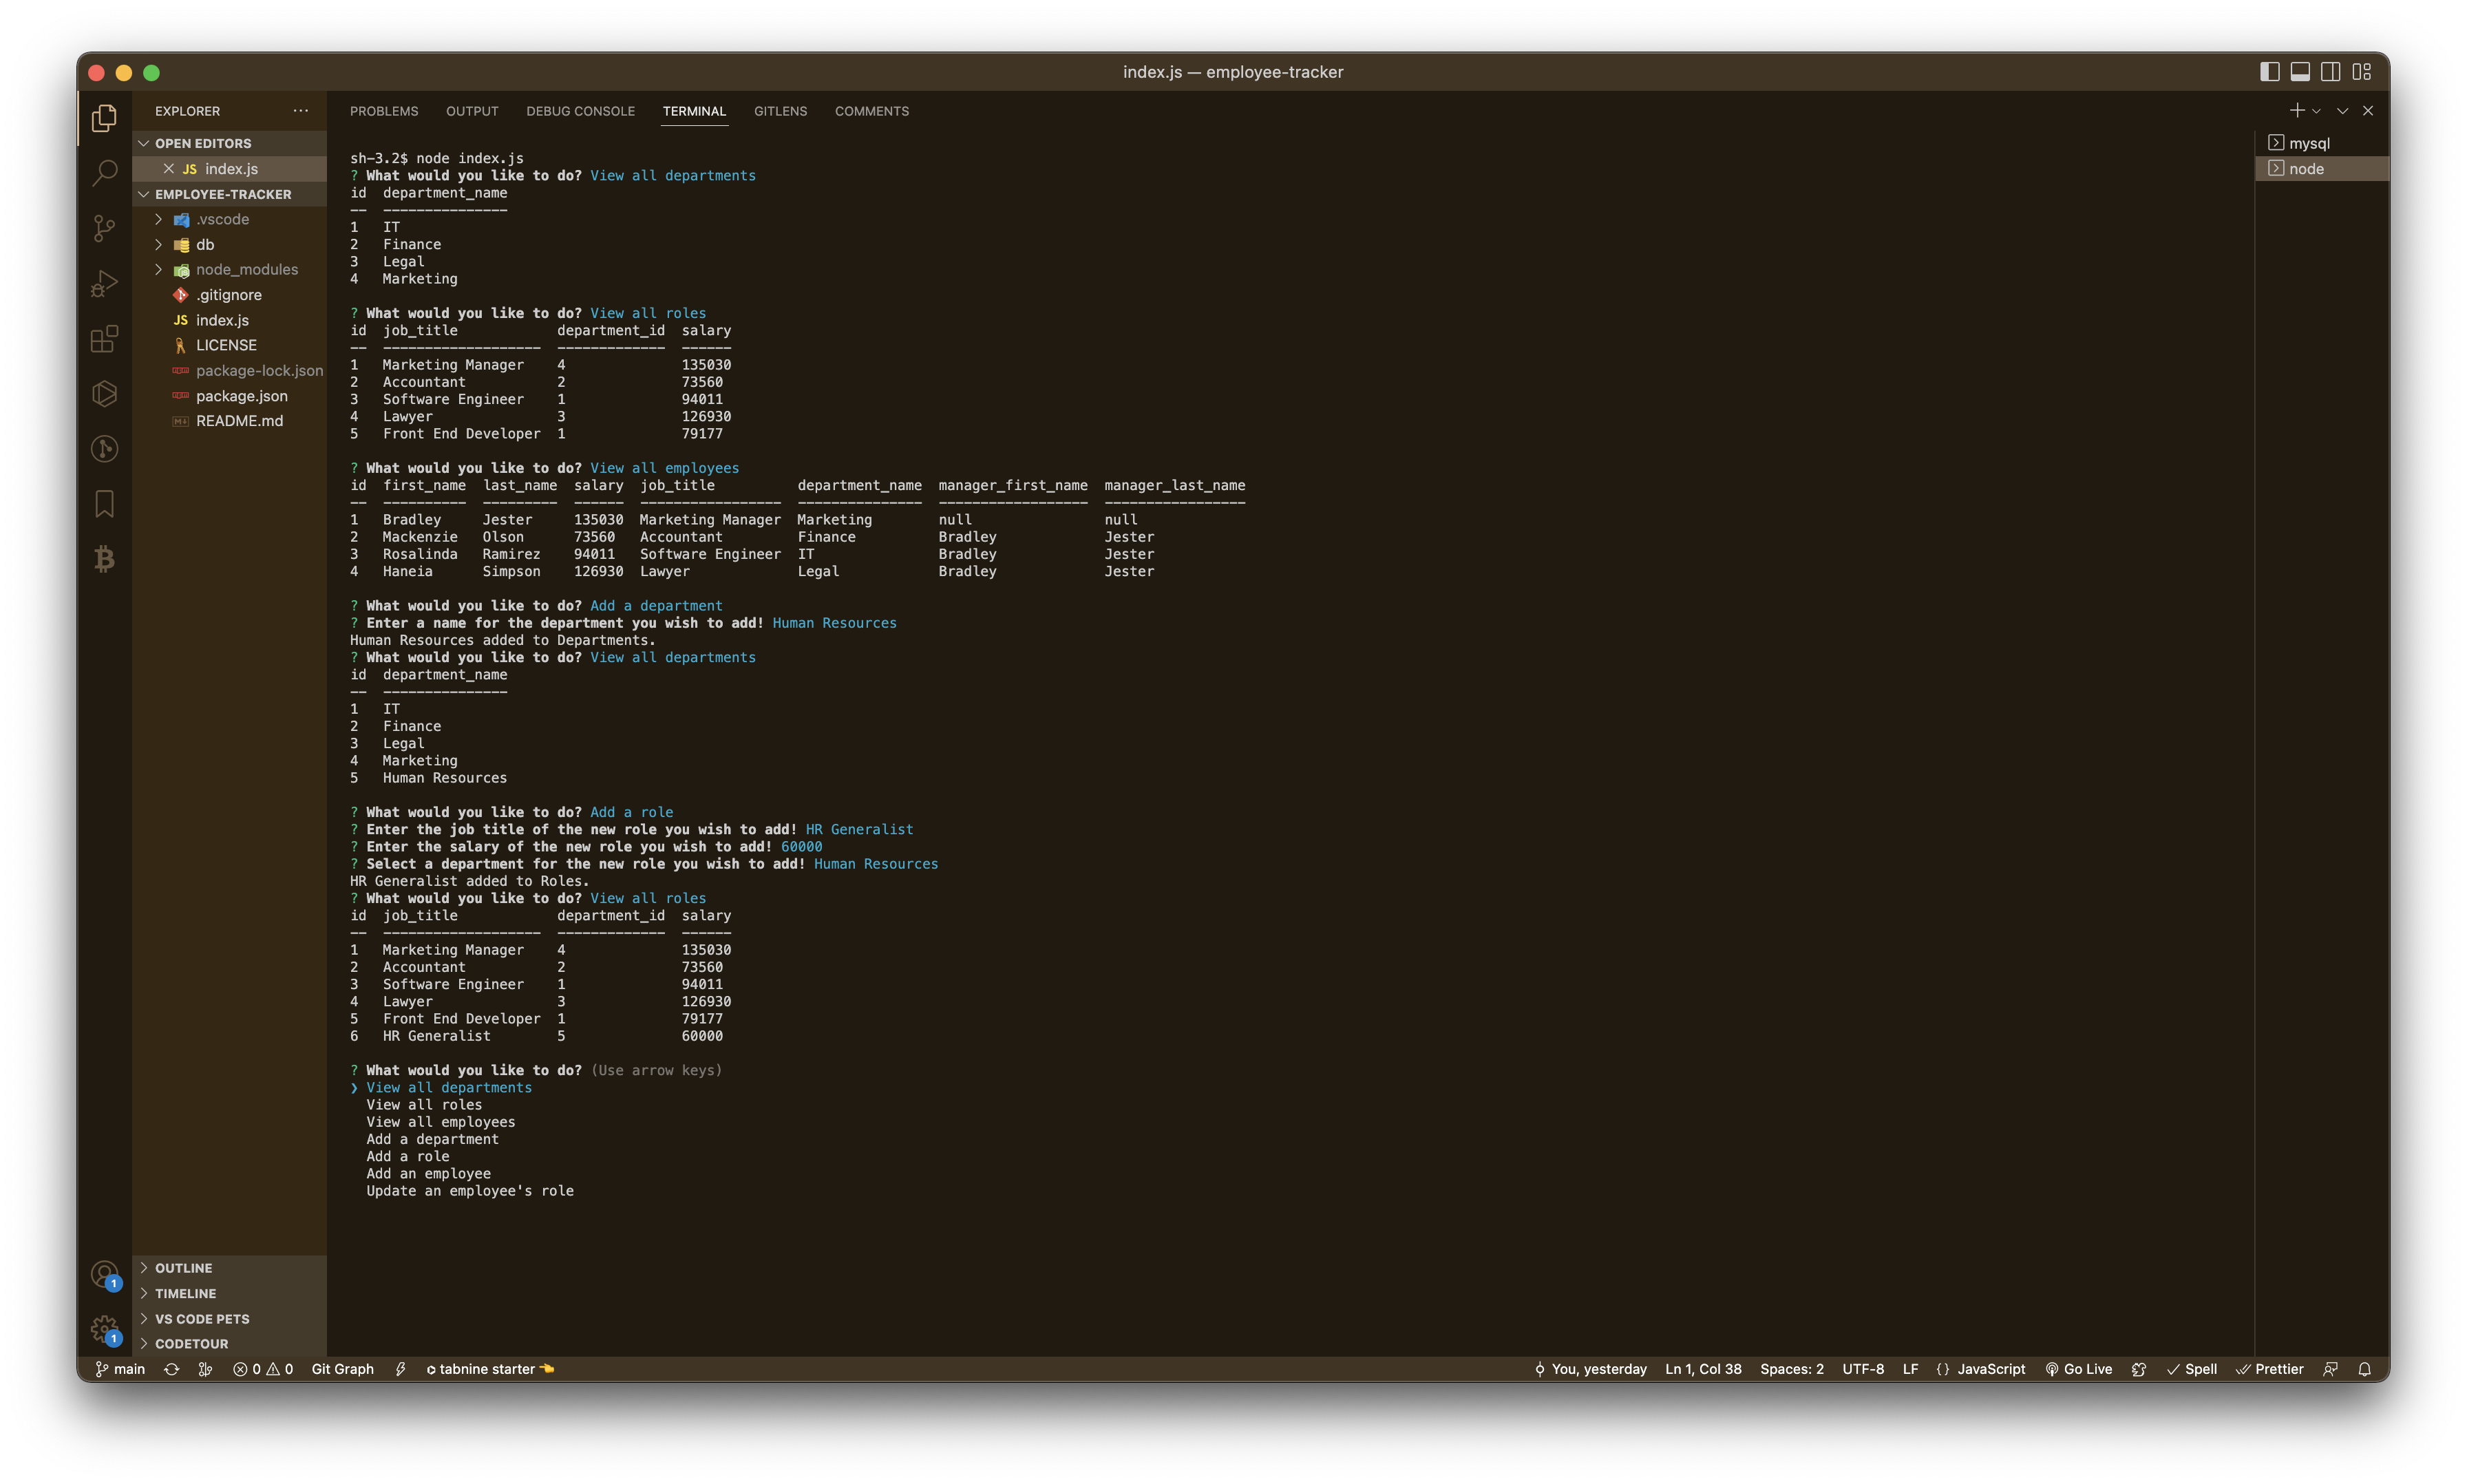 index.js — employee-tracker
EXPLORER
OPEN EDITORS
JS index.js
EMPLOYEE-TRACKER
.vscode
db
node_modules
.gitignore
JS index.js
LICENSE
package-lock.json
package.json
README.md
OUTLINE
TIMELINE
VS CODE PETS
CODETOUR
1
1
PROBLEMS OUTPUT DEBUG CONSOLE TERMINAL GITLENS COMMENTS
sh-3.2$ node index.js
? What would you like to do? View all departments
id department_name
-- ---------------
1 IT
2 Finance
3 Legal
4 Marketing
? What would you like to do? View all roles
id job_title department_id salary
-- ------------------- ------------- ------
1 Marketing Manager 4 135030
2 Accountant 2 73560
3 Software Engineer 1 94011
4 Lawyer 3 126930
5 Front End Developer 1 79177
? What would you like to do? View all employees
id first_name last_name salary job_title department_name manager_first_name manager_last_name
-- ---------- --------- ------ ----------------- --------------- ------------------ -----------------
1 Bradley Jester 135030 Marketing Manager Marketing null null
2 Mackenzie Olson 73560 Accountant Finance Bradley Jester
3 Rosalinda Ramirez 94011 Software Engineer IT Bradley Jester
4 Haneia Simpson 126930 Lawyer Legal Bradley Jester
? What would you like to do? Add a department
? Enter a name for the department you wish to add! Human Resources
Human Resources added to Departments.
? What would you like to do? View all departments
id department_name
-- ---------------
1 IT
2 Finance
3 Legal
4 Marketing
5 Human Resources
? What would you like to do? Add a role
? Enter the job title of the new role you wish to add! HR Generalist
? Enter the salary of the new role you wish to add! 60000
? Select a department for the new role you wish to add! Human Resources
HR Generalist added to Roles.
? What would you like to do? View all roles
id job_title department_id salary
-- ------------------- ------------- ------
1 Marketing Manager 4 135030
2 Accountant 2 73560
3 Software Engineer 1 94011
4 Lawyer 3 126930
5 Front End Developer 1 79177
6 HR Generalist 5 60000
? What would you like to do? (Use arrow keys)
❯ View all departments
View all roles
View all employees
Add a department
Add a role
Add an employee
Update an employee's role
mysql
node
main 0 0 Git Graph tabnine starter You, yesterday Ln 1, Col 38 Spaces: 2 UTF-8 LF {} JavaScript Go Live Spell Prettier